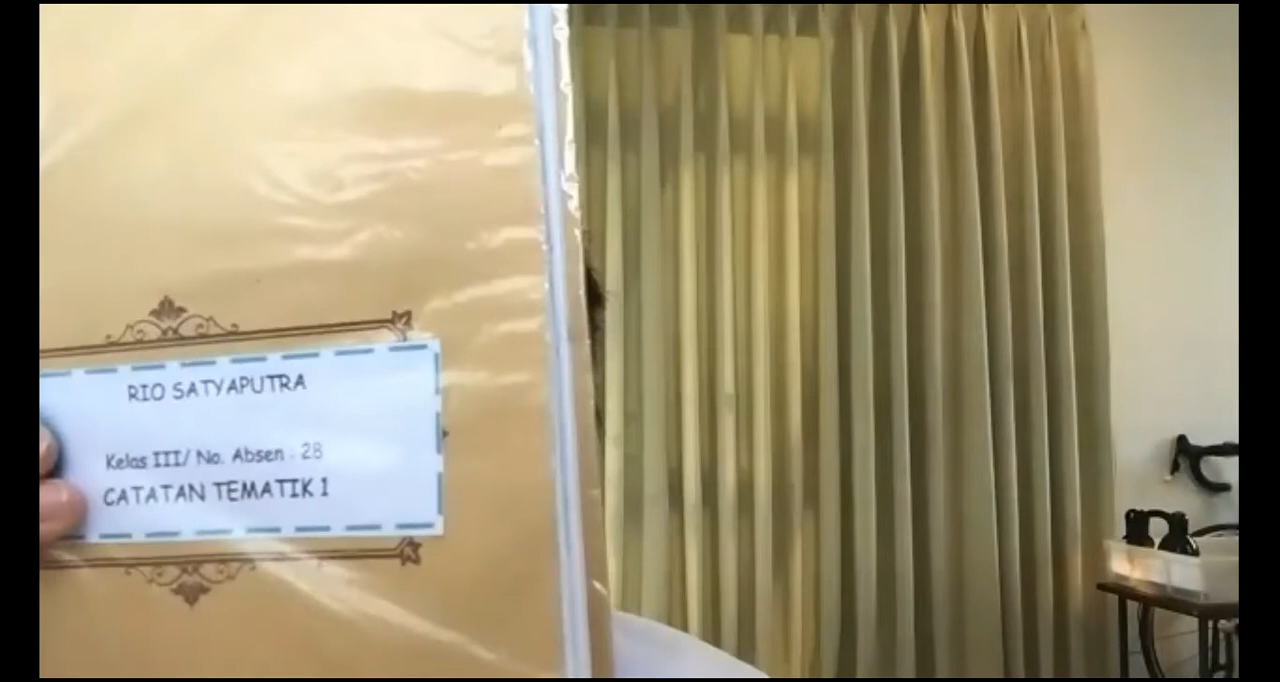 RIO SATYAPUTRA
Kelas III/ No. Absen : 28
CATATAN TEMATIK 1